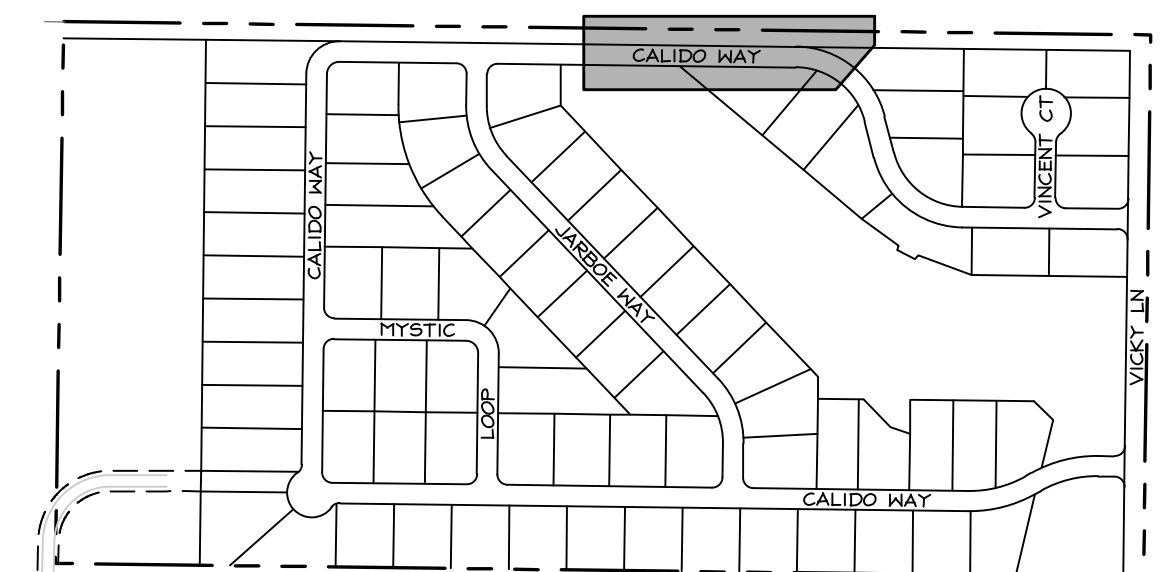 CALIDO WAY
VINCENT CT
CALIDO WAY
JARBOE WAY
MYSTIC
LOOP
VICKY LN
CALIDO WAY